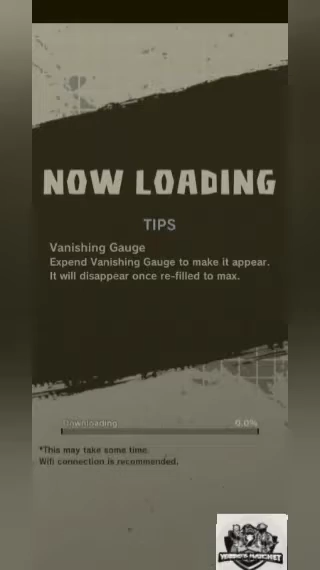 NOW LOADING
TIPS
Vanishing Gauge
Expend Vanishing Gauge to make it appear.
It will disappear once re-filled to max.
Downloading 0.0%
*This may take some time.
Wifi connection is recommended.